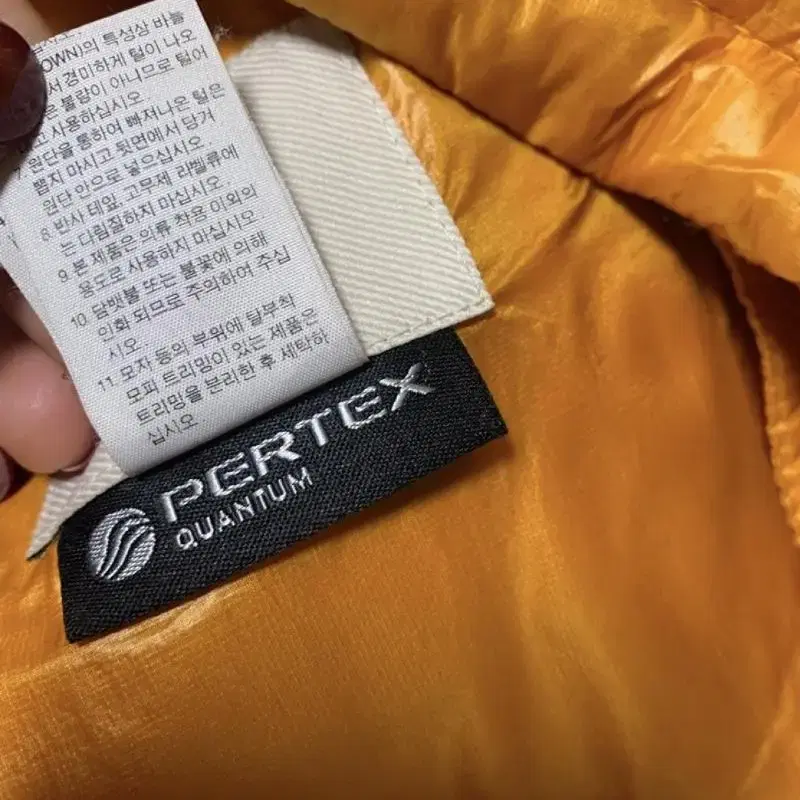 십시오.
OWN)의 특성상 바늘
서 경미하게 털이 나오
은 불량이 아니므로 털어
고 사용하십시오
7. 원단을 통하여 빠져나온 털은
뽑지 마시고 뒷면에서 당겨
원단 안으로 넣으십시오
8. 반사 테잎, 고무제 라벨류에
는 다림질하지 마십시오
9. 본 제품은 의류 착용 이외의
용도로 사용하지 마십시오
10. 담배불 또는 불꽃에 의해
인화 되므로 주의하여 주십
시오
11. 모자 등의 부위에 탈부착
모피 트리밍이 있는 제품은
트리밍을 분리한 후 세탁하
십시오
PERTEX
QUANTUM